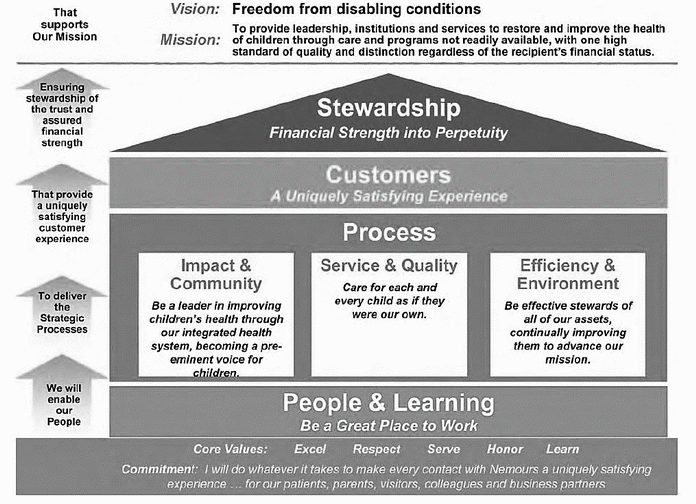 That
supports
Our Mission
Vision: Freedom from disabling conditions
Mission: To provide leadership, institutions and services to restore and improve the health
of children through care and programs not readily available, with one high
standard of quality and distinction regardless of the recipient's financial status.
Ensuring
stewardship of
the trust and
assured
financial
strength
Stewardship
Financial Strength into Perpetuity
That provide
a uniquely
satisfying
customer
experience
Customers
A Uniquely Satisfying Experience
To deliver
the
Strategic
Processes
Process
Impact &
Community
Be a leader in improving
children's health through
our integrated health
system, becoming a pre-
eminent voice for
children.
Service & Quality
Care for each and
every child as if they
were our own.
Efficiency &
Environment
Be effective stewards of
all of our assets,
continually improving
them to advance our
mission.
We will
enable
our
People
People & Learning
Be a Great Place to Work
Core Values: Excel Respect Serve Honor Learn
Commitment: I will do whatever it takes to make every contact with Nemours a uniquely satisfying
experience ... for our patients, parents, visitors, colleagues and business partners